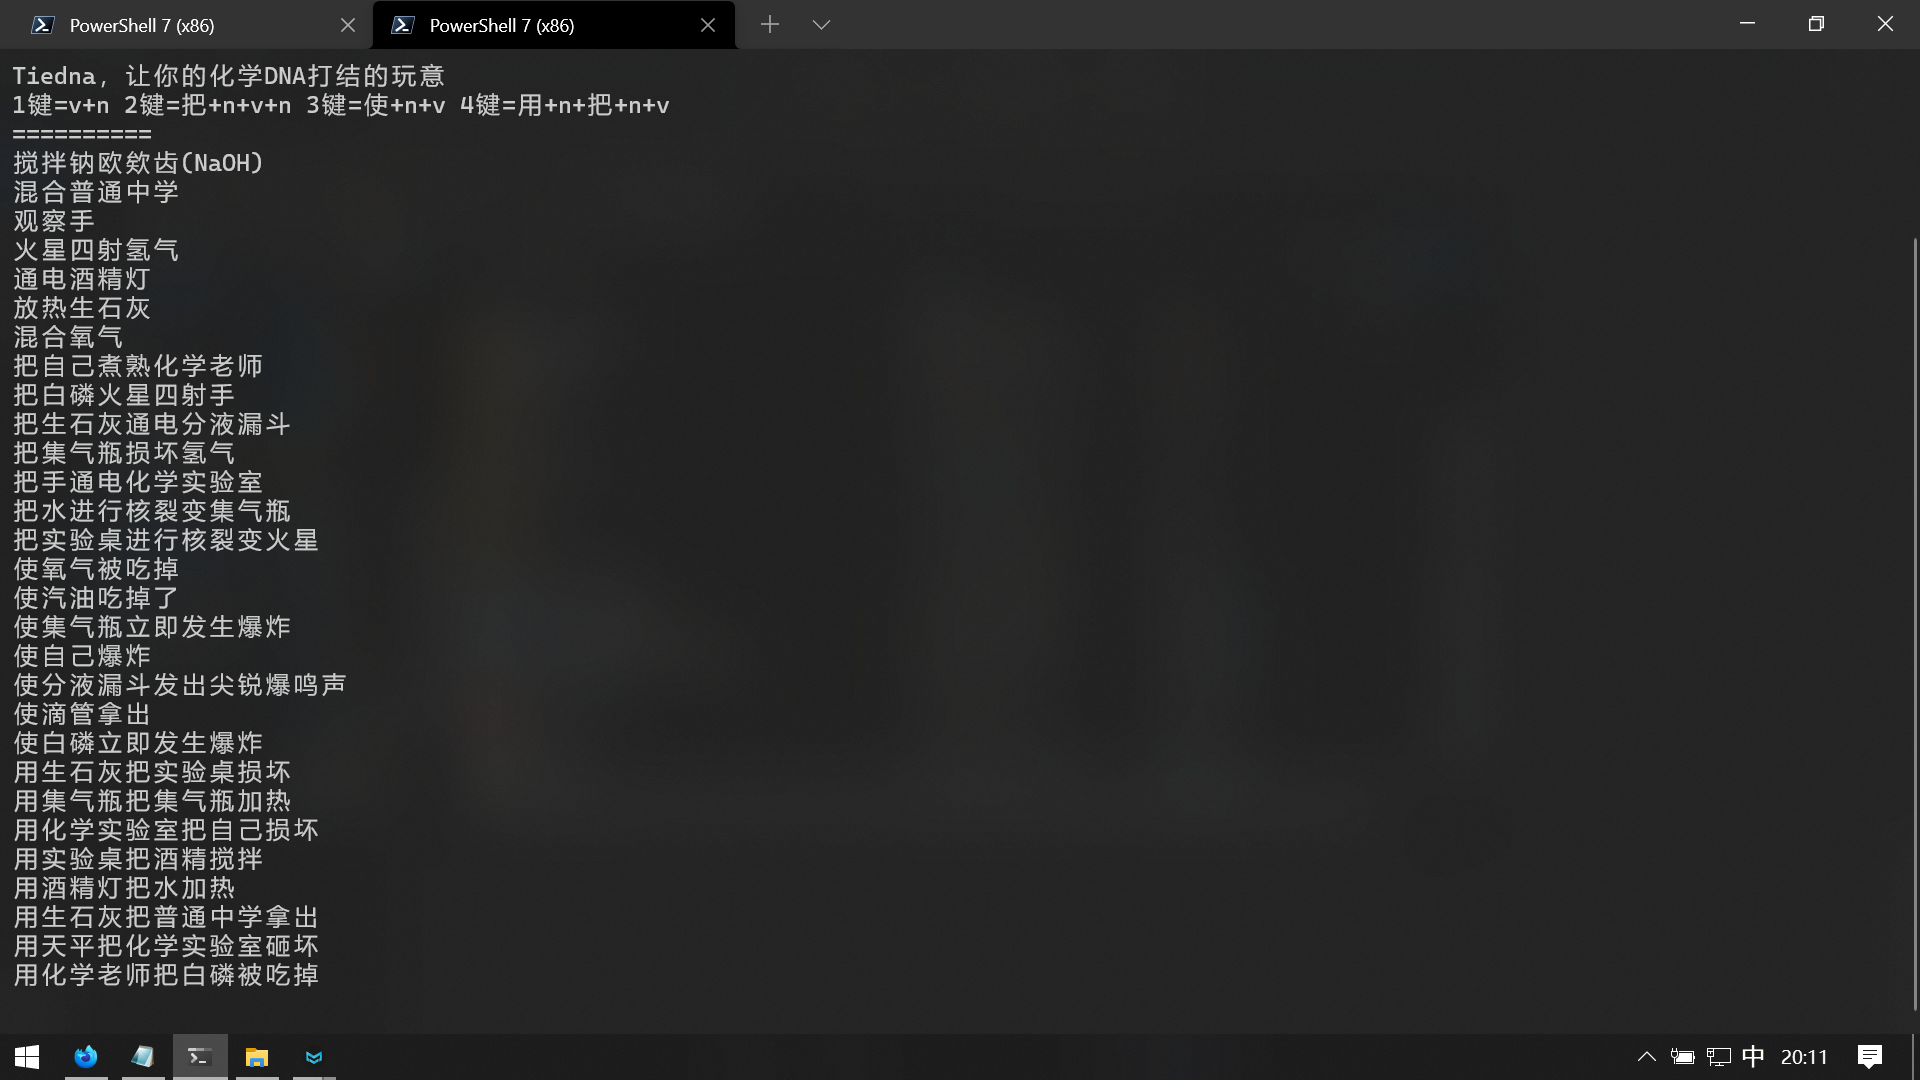 PowerShell 7 (x86)
PowerShell 7 (x86)
Tiedna, 让你的化学DNA打结的玩意
1键=v+n 2键=把+n+v+n 3键=使+n+v 4键=用+n+把+n+v
==========
搅拌钠欧欸齿(NaOH)
混合普通中学
观察手
火星四射氢气
通电酒精灯
放热生石灰
混合氧气
把自己煮熟化学老师
把白磷火星四射手
把生石灰通电分液漏斗
把集气瓶损坏氢气
把手通电化学实验室
把水进行核裂变集气瓶
把实验桌进行核裂变火星
使氧气被吃掉
使汽油吃掉了
使集气瓶立即发生爆炸
使自己爆炸
使分液漏斗发出尖锐爆鸣声
使滴管拿出
使白磷立即发生爆炸
用生石灰把实验桌损坏
用集气瓶把集气瓶加热
用化学实验室把自己损坏
用实验桌把酒精搅拌
用酒精灯把水加热
用生石灰把普通中学拿出
用天平把化学实验室砸坏
用化学老师把白磷被吃掉
中
20:11